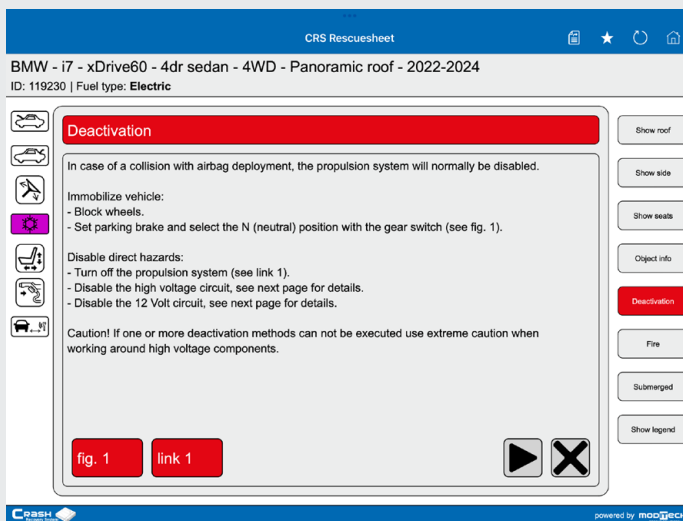 CRS Rescuesheet
BMW - i7 - xDrive60 - 4dr sedan - 4WD - Panoramic roof - 2022-2024
ID: 119230 | Fuel type: Electric
Deactivation
In case of a collision with airbag deployment, the propulsion system will normally be disabled.
Immobilize vehicle:
- Block wheels.
- Set parking brake and select the N (neutral) position with the gear switch (see fig. 1).
Disable direct hazards:
- Turn off the propulsion system (see link 1).
- Disable the high voltage circuit, see next page for details.
- Disable the 12 Volt circuit, see next page for details.
Caution! If one or more deactivation methods can not be executed use extreme caution when
working around high voltage components.
fig. 1
link 1
Show roof
Show side
Show seats
Object info
Deactivation
Fire
Submerged
Show legend
Crash
Recovery System
powered by moditech